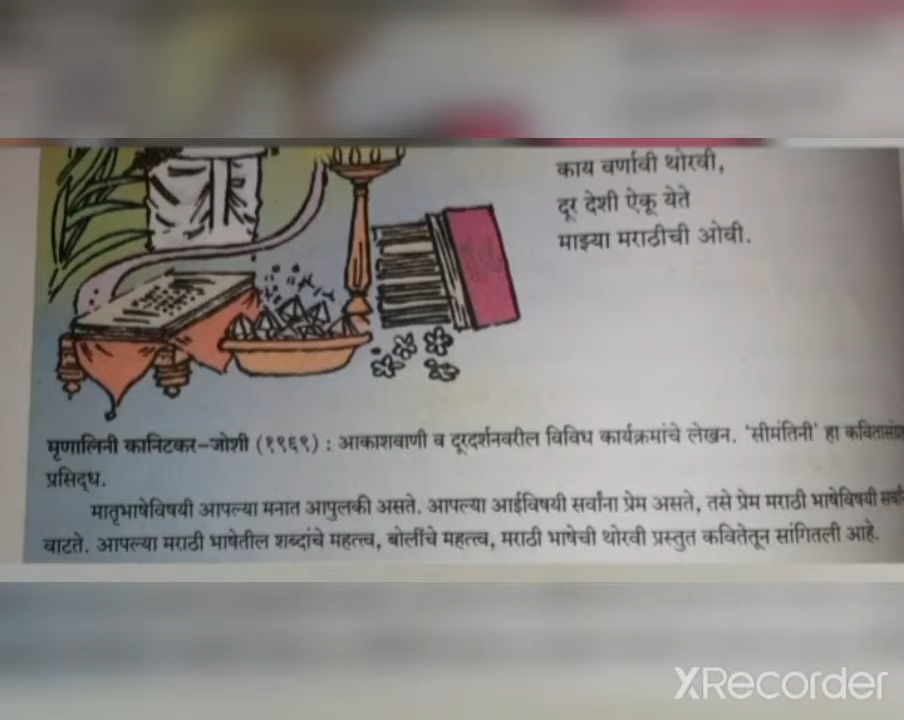 काय वर्णावी थोरवी,
दूर देशी ऐकू येते
माझ्या मराठीची ओवी.
मृणालिनी कानिटकर-जोशी (१९६९) : आकाशवाणी व दूरदर्शनवरील विविध कार्यक्रमांचे लेखन. ‘सीमंतिनी’ हा कवितासंग्रह
प्रसिद्ध.
मातृभाषेविषयी आपल्या मनात आपुलकी असते. आपल्या आईविषयी सर्वांना प्रेम असते, तसे प्रेम मराठी भाषेविषयी
वाटते. आपल्या मराठी भाषेतील शब्दांचे महत्त्व, बोलींचे महत्त्व, मराठी भाषेची थोरवी प्रस्तुत कवितेतून सांगितली आहे.
XRecorder